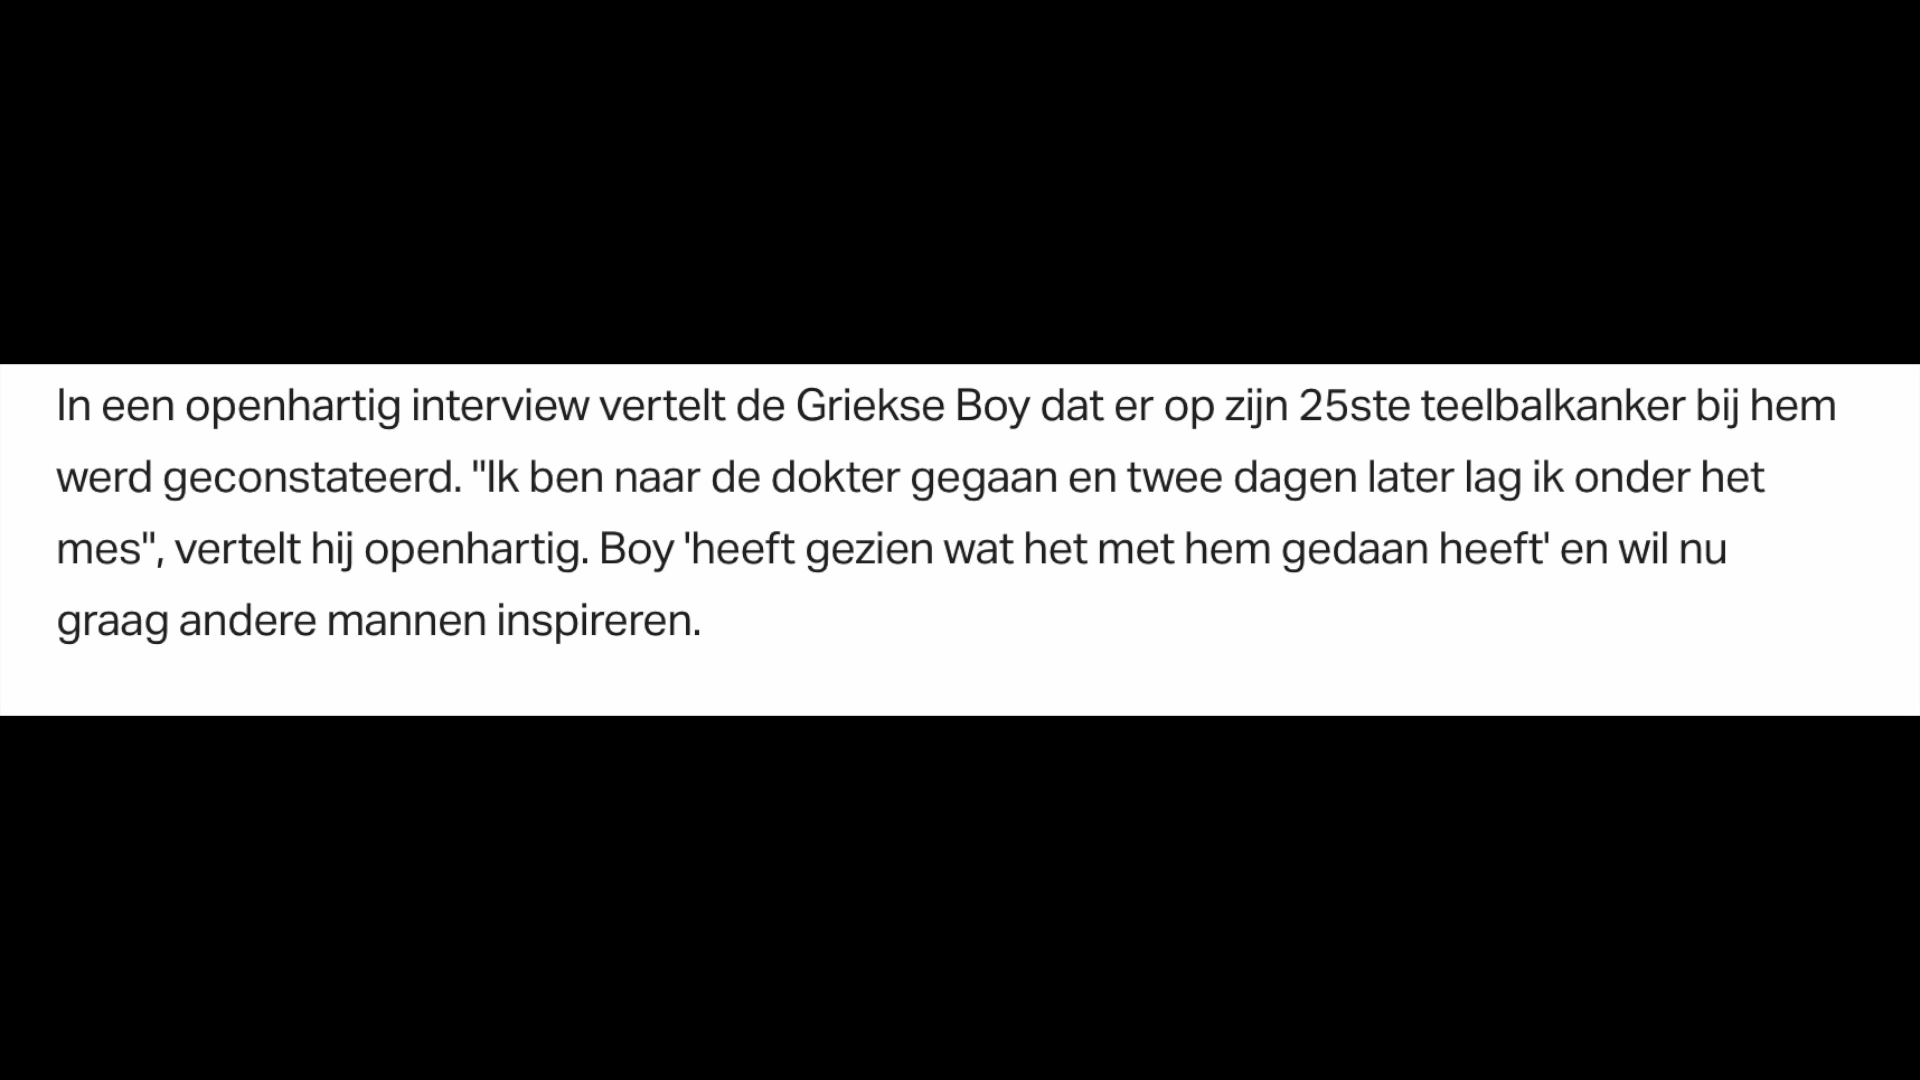 In een openhartig interview vertelt de Griekse Boy dat er op zijn 25ste teelbalkanker bij hem
werd geconstateerd. "Ik ben naar de dokter gegaan en twee dagen later lag ik onder het
mes", vertelt hij openhartig. Boy 'heeft gezien wat het met hem gedaan heeft' en wil nu
graag andere mannen inspireren.